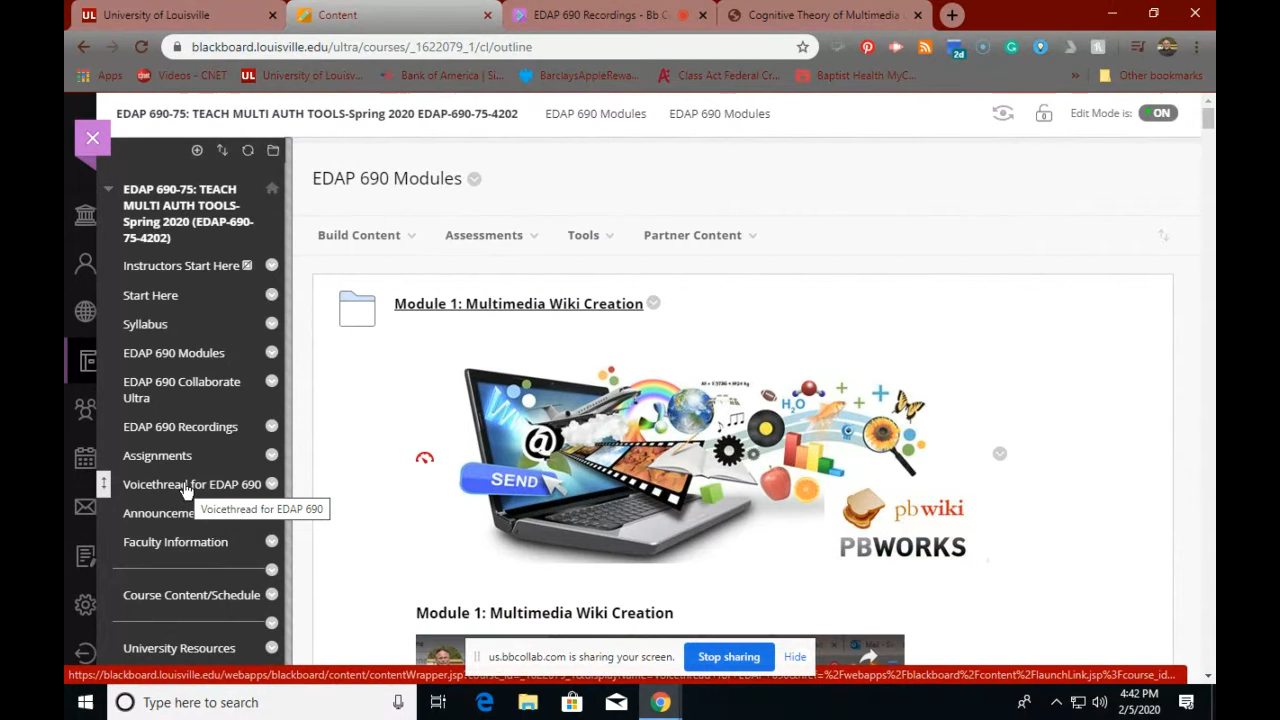 University of Louisville
Content
EDAP 690 Recordings - Bb C
Cognitive Theory of Multimedia L
blackboard.louisville.edu/ultra/courses/_1622079_1/cl/outline
2d
Apps
Videos - CNET
University of Louisv...
Bank of America | Si...
BarclaysAppleRewa...
Class Act Federal Cr...
Baptist Health MyC...
»
Other bookmarks
EDAP 690-75: TEACH MULTI AUTH TOOLS-Spring 2020 EDAP-690-75-4202
EDAP 690 Modules
EDAP 690 Modules
Edit Mode is:
ON
EDAP 690-75: TEACH
MULTI AUTH TOOLS-
Spring 2020 (EDAP-690-
75-4202)
Instructors Start Here
Start Here
Syllabus
EDAP 690 Modules
EDAP 690 Collaborate
Ultra
EDAP 690 Recordings
Assignments
Voicethread for EDAP 690
Voicethread for EDAP 690
Announceme
Faculty Information
Course Content/Schedule
University Resources
EDAP 690 Modules
Build Content
Assessments
Tools
Partner Content
Module 1: Multimedia Wiki Creation
@
SEND
H₂O
pbwiki
PBWORKS
Module 1: Multimedia Wiki Creation
us.bbcollab.com is sharing your screen.
Stop sharing
Hide
Type here to search
4:42 PM
2/5/2020